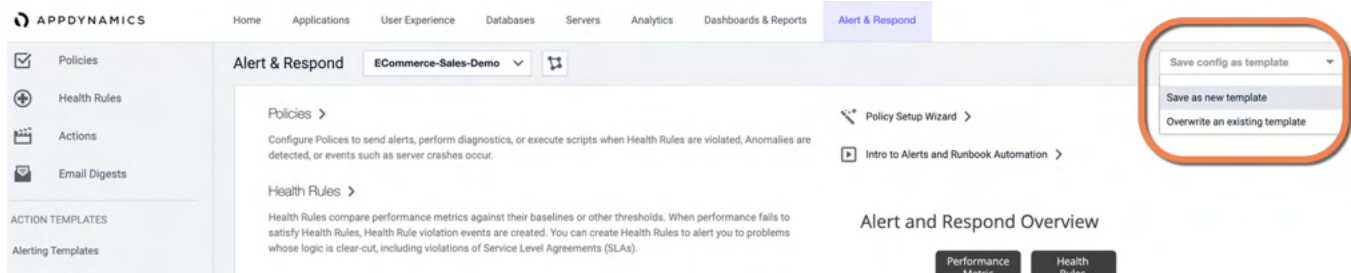 APPDYNAMICS
Home
Applications
User Experience
Databases
Servers
Analytics
Dashboards & Reports
Alert & Respond
Policies
Health Rules
Actions
Email Digests
ACTION TEMPLATES
Alerting Templates
Alert & Respond
ECommerce-Sales-Demo
Save config as template
Save as new template
Overwrite an existing template
Policies >
Configure Polices to send alerts, perform diagnostics, or execute scripts when Health Rules are violated, Anomalies are
detected, or events such as server crashes occur.
Health Rules >
Health Rules compare performance metrics against their baselines or other thresholds. When performance fails to
satisfy Health Rules, Health Rule violation events are created. You can create Health Rules to alert you to problems
whose logic is clear-cut, including violations of Service Level Agreements (SLAs).
Policy Setup Wizard >
Intro to Alerts and Runbook Automation >
Alert and Respond Overview
Performance
Metric
Health
Rules